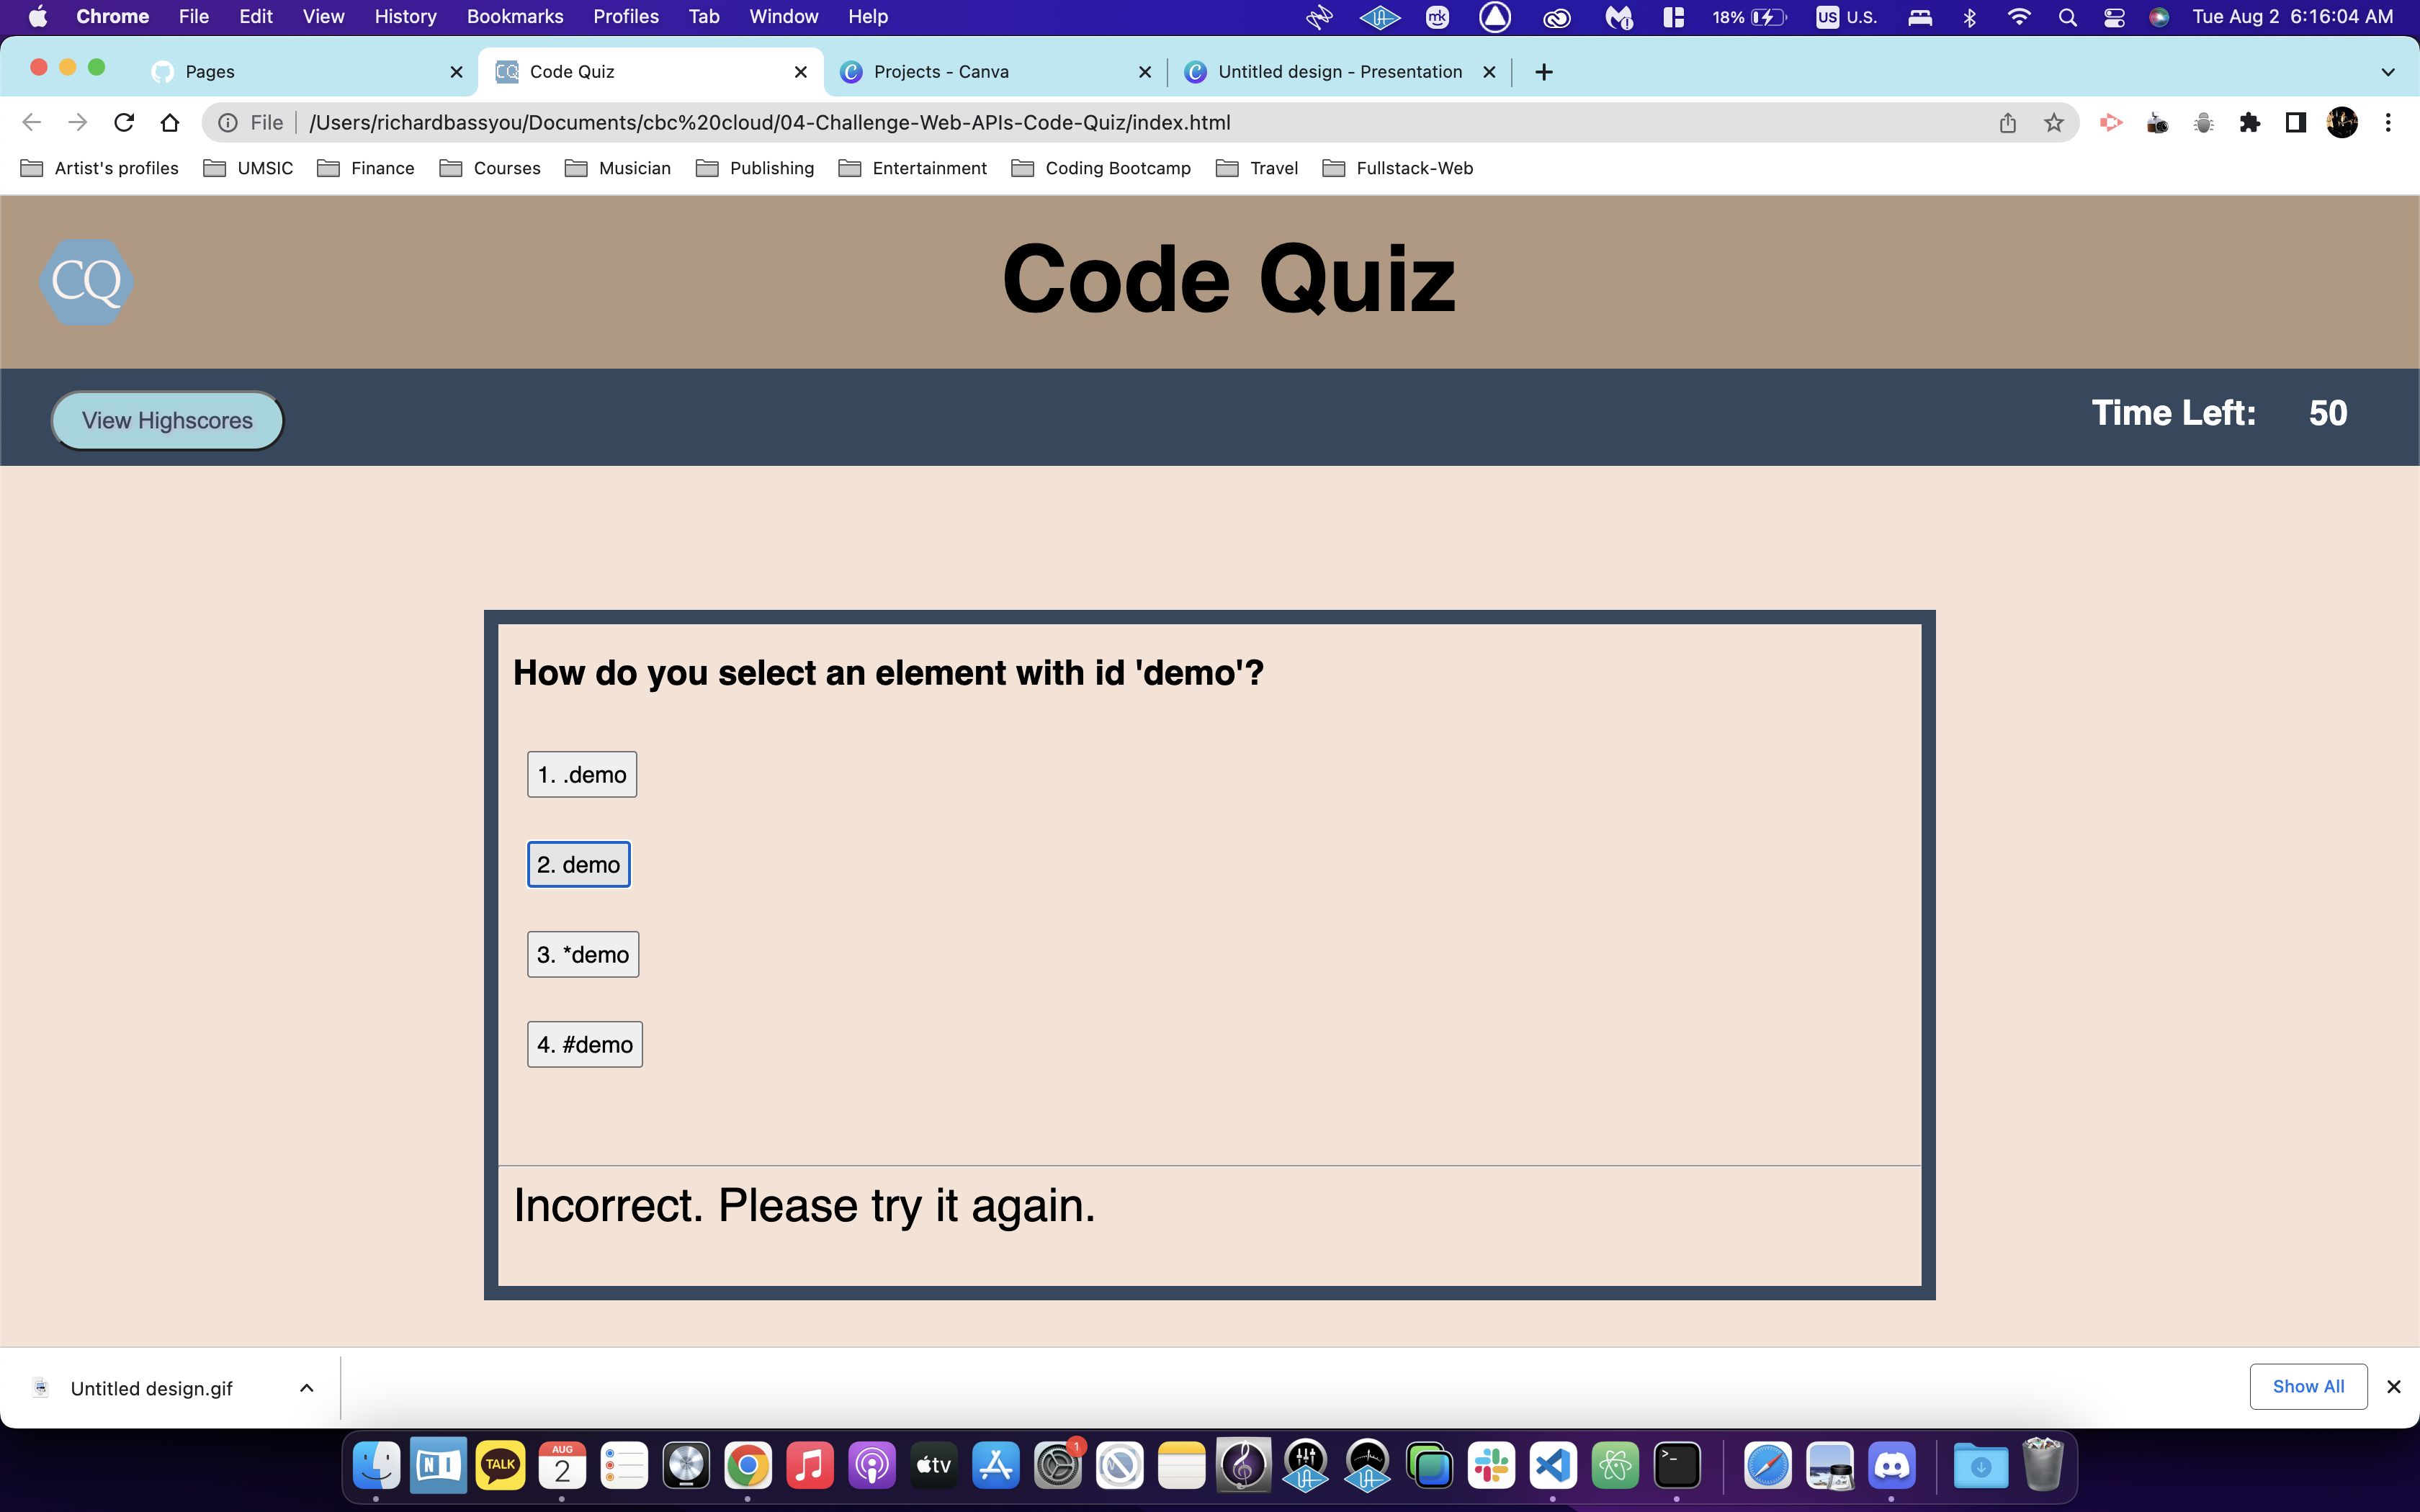 Chrome File Edit View History Bookmarks Profiles Tab Window Help mk 18% US U.S. Tue Aug 2 6:16:04 AM
Pages Code Quiz Projects - Canva Untitled design - Presentation
File /Users/richardbassyou/Documents/cbc%20cloud/04-Challenge-Web-APIs-Code-Quiz/index.html
Artist's profiles UMSIC Finance Courses Musician Publishing Entertainment Coding Bootcamp Travel Fullstack-Web
CQ Code Quiz
View Highscores Time Left: 50
How do you select an element with id 'demo'?
1. .demo
2. demo
3. *demo
4. #demo
Incorrect. Please try it again.
Untitled design.gif Show All
NI TALK AUG 2 tv 1